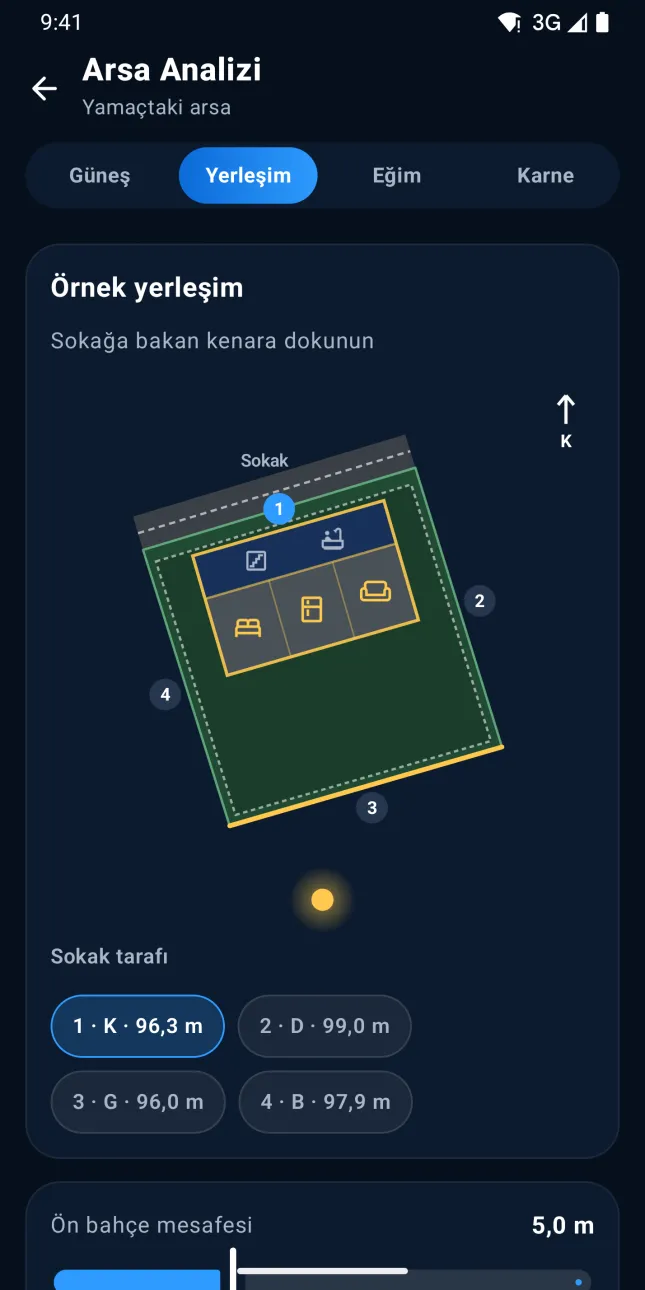 9:41
3G
Arsa Analizi
Yamaçtaki arsa
Güneş
Yerleşim
Eğim
Karne
Örnek yerleşim
Sokağa bakan kenara dokunun
K
Sokak
1
2
4
3
Sokak tarafı
1 · K · 96,3 m
2 · D · 99,0 m
3 · G · 96,0 m
4 · B · 97,9 m
Ön bahçe mesafesi
5,0 m